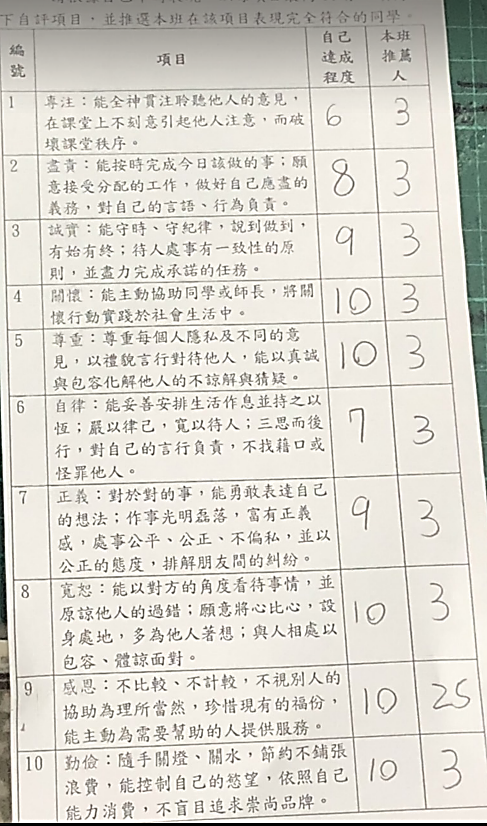 下自評項目，並推選本班在該項目表現完全符合的同學。
編號 項目 自己達成程度 本班推薦人
1 專注：能全神貫注聆聽他人的意見， 6 3
在課堂上不刻意引起他人注意，而破
壞課堂秩序。
2 盡責：能按時完成今日該做的事；願 8 3
意接受分配的工作，做好自己應盡的
義務，對自己的言語、行為負責。
3 誠實：能守時、守紀律，說到做到， 9 3
有始有終；待人處事有一致性的原
則，並盡力完成承諾的任務。
4 關懷：能主動協助同學或師長，將關 10 3
懷行動實踐於社會生活中。
5 尊重：尊重每個人隱私及不同的意 10 3
見，以禮貌言行對待他人，能以真誠
與包容化解他人的不諒解與猜疑。
6 自律：能妥善安排生活作息並持之以 7 3
恆；嚴以律己，寬以待人；三思而後
行，對自己的言行負責，不找藉口或
怪罪他人。
7 正義：對於對的事，能勇敢表達自己 9 3
的想法；作事光明磊落，富有正義
感，處事公平、公正、不偏私，並以
公正的態度，排解朋友間的糾紛。
8 寬恕：能以對方的角度看待事情，並 10 3
原諒他人的過錯；願意將心比心，設
身處地，多為他人著想；與人相處以
包容、體諒面對。
9 感恩：不比較、不計較，不視別人的 10 25
協助為理所當然，珍惜現有的福份，
能主動為需要幫助的人提供服務。
10 勤儉：隨手關燈、關水，節約不鋪張 10 3
浪費，能控制自己的慾望，依照自己
能力消費，不盲目追求崇尚品牌。